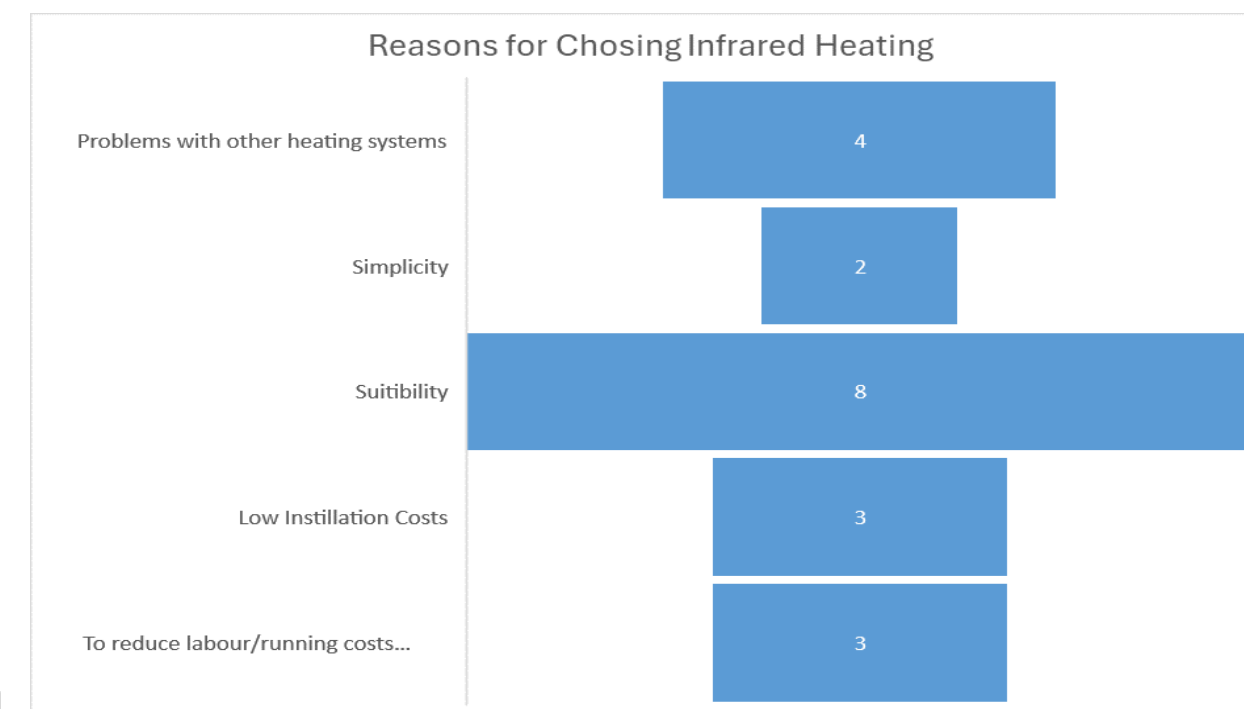 Reasons for Chosing Infrared Heating
Problems with other heating systems
4
Simplicity
2
Suitibility
8
Low Instillation Costs
3
To reduce labour/running costs...
3